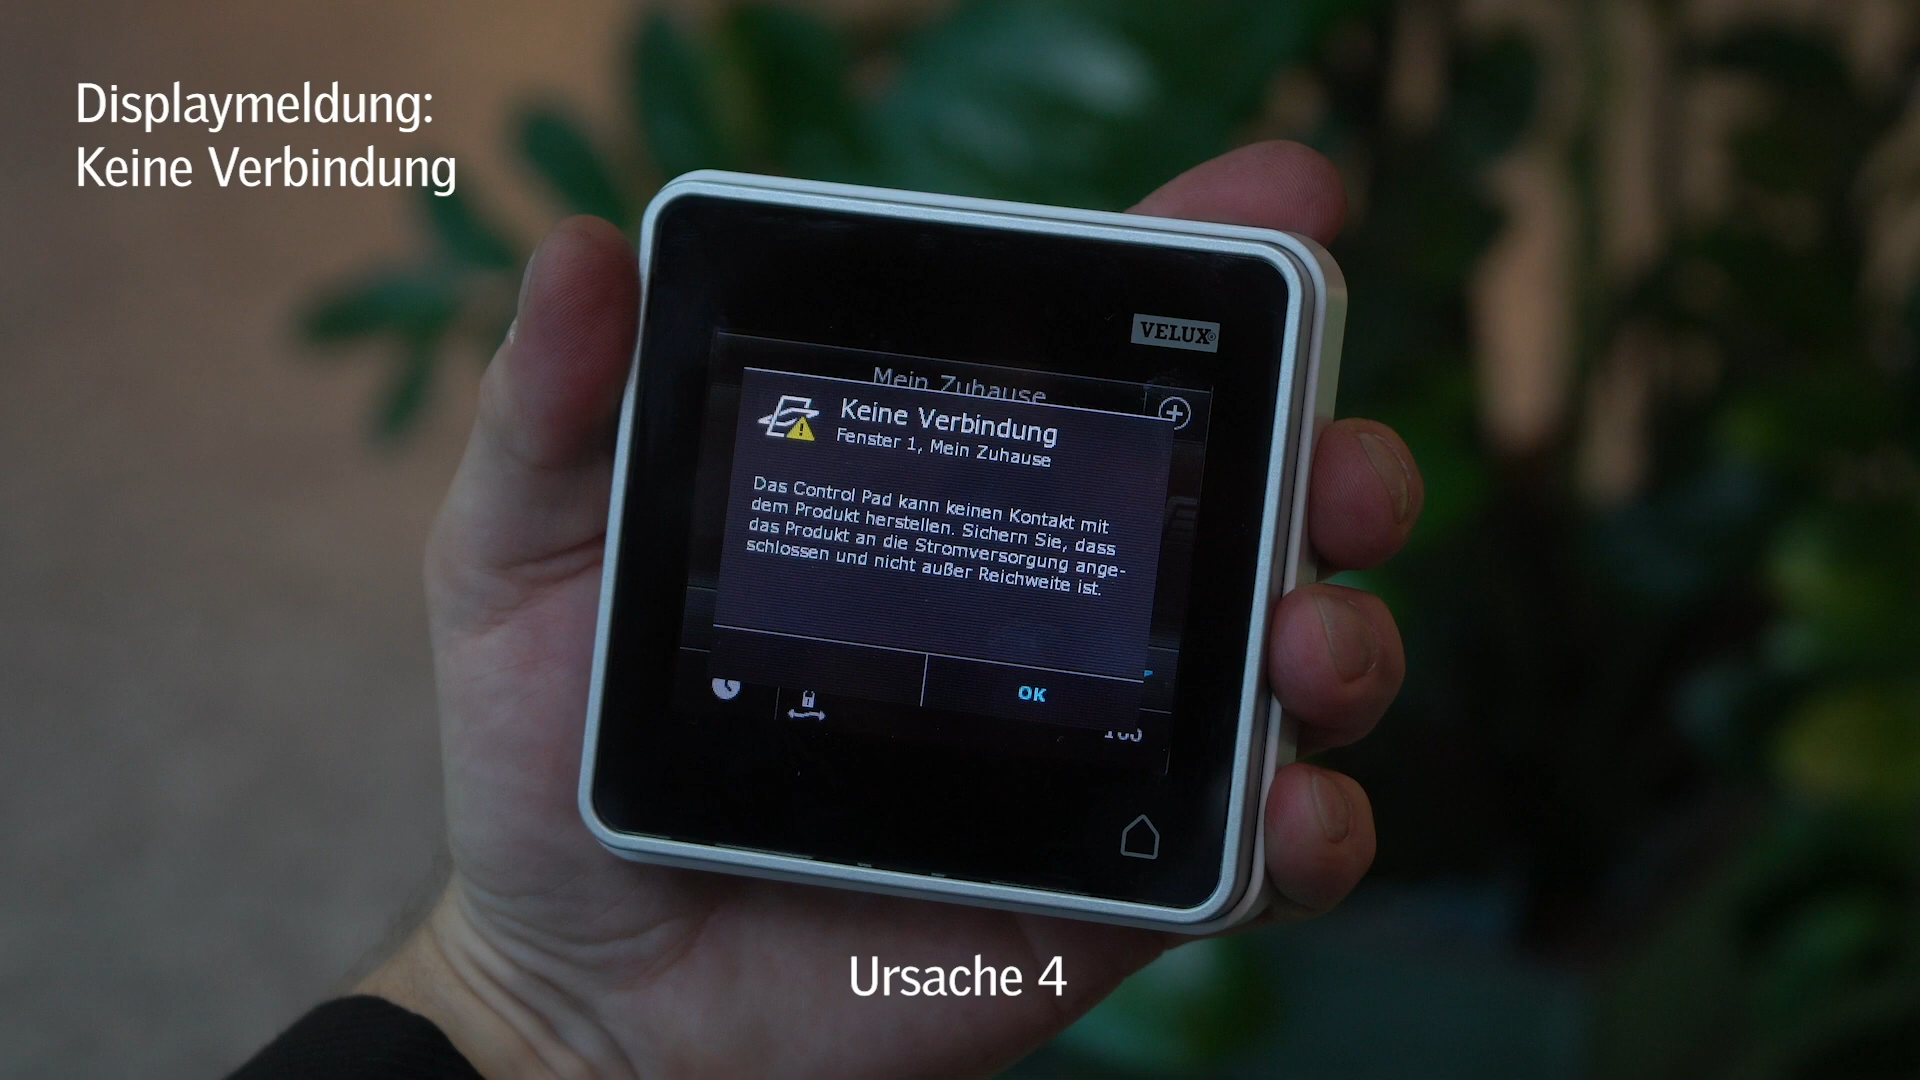 Displaymeldung:
Keine Verbindung
VELUX®
Mein Zuhause
Keine Verbindung
Fenster 1, Mein Zuhause
Das Control Pad kann keinen Kontakt mit
dem Produkt herstellen. Sichern Sie, dass
das Produkt an die Stromversorgung ange-
schlossen und nicht außer Reichweite ist.
OK
100
Ursache 4